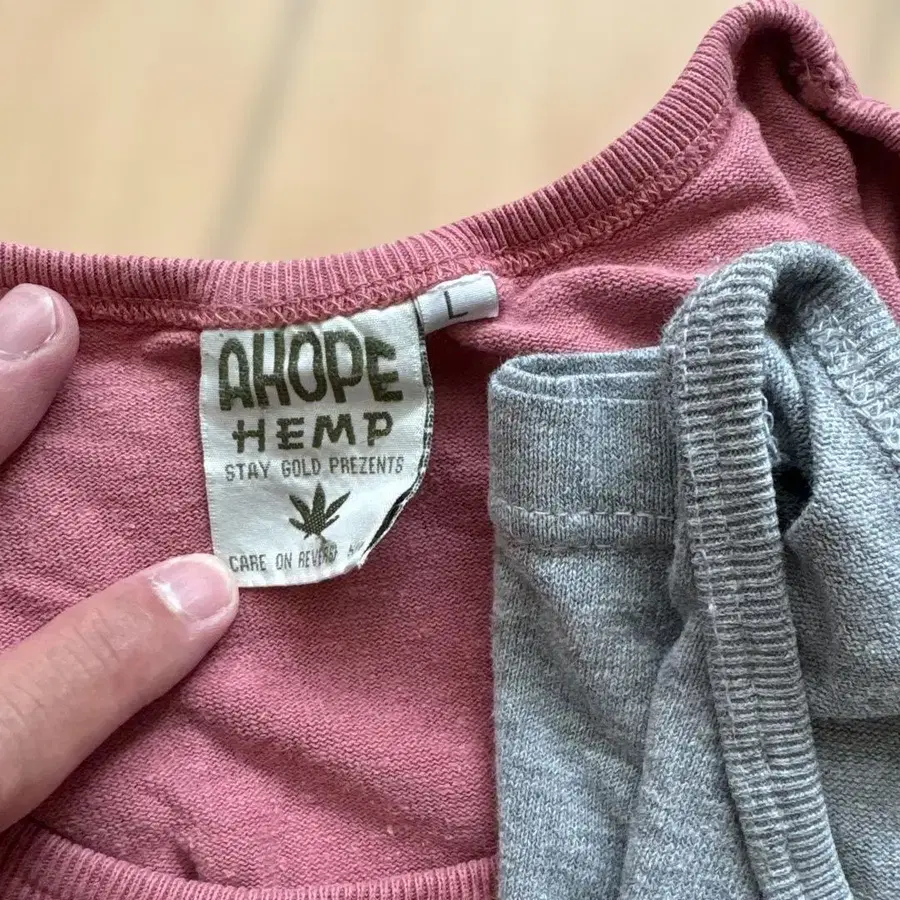 L
AHOPE
HEMP
STAY GOLD PREZENTS
CARE ON REVERSE